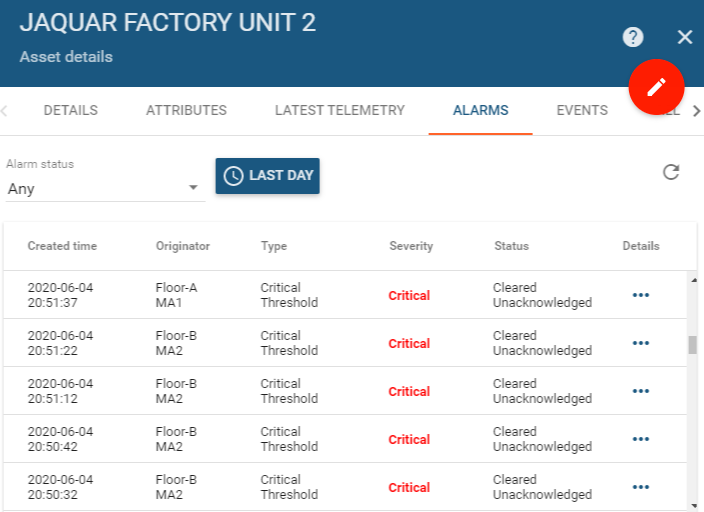 JAQUAR FACTORY UNIT 2
Asset details
DETAILS ATTRIBUTES LATEST TELEMETRY ALARMS EVENTS
Alarm status
Any
LAST DAY
Created time Originator Type Severity Status Details
2020-06-04 Floor-A Critical Cleared
20:51:37 MA1 Threshold Critical Unacknowledged
2020-06-04 Floor-B Critical Cleared
20:51:22 MA2 Threshold Critical Unacknowledged
2020-06-04 Floor-B Critical Cleared
20:51:12 MA2 Threshold Critical Unacknowledged
2020-06-04 Floor-B Critical Cleared
20:50:42 MA2 Threshold Critical Unacknowledged
2020-06-04 Floor-B Critical Cleared
20:50:32 MA2 Threshold Critical Unacknowledged